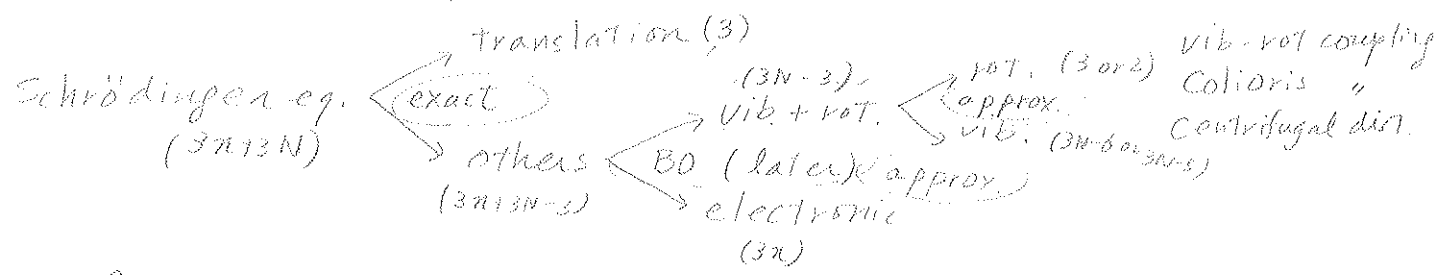 translation (3)
Schrödinger eq. (exact)
(3n+3N)
others
(3n+3N-3)
(3N-3)
vib. + rot.
BO (later) (approx.)
electronic
(3n)
rot. (3 or 2)
(approx.)
vib. (3N-6 or 3N-5)
vib-rot coupling
Colioris "
Centrifugal dist.